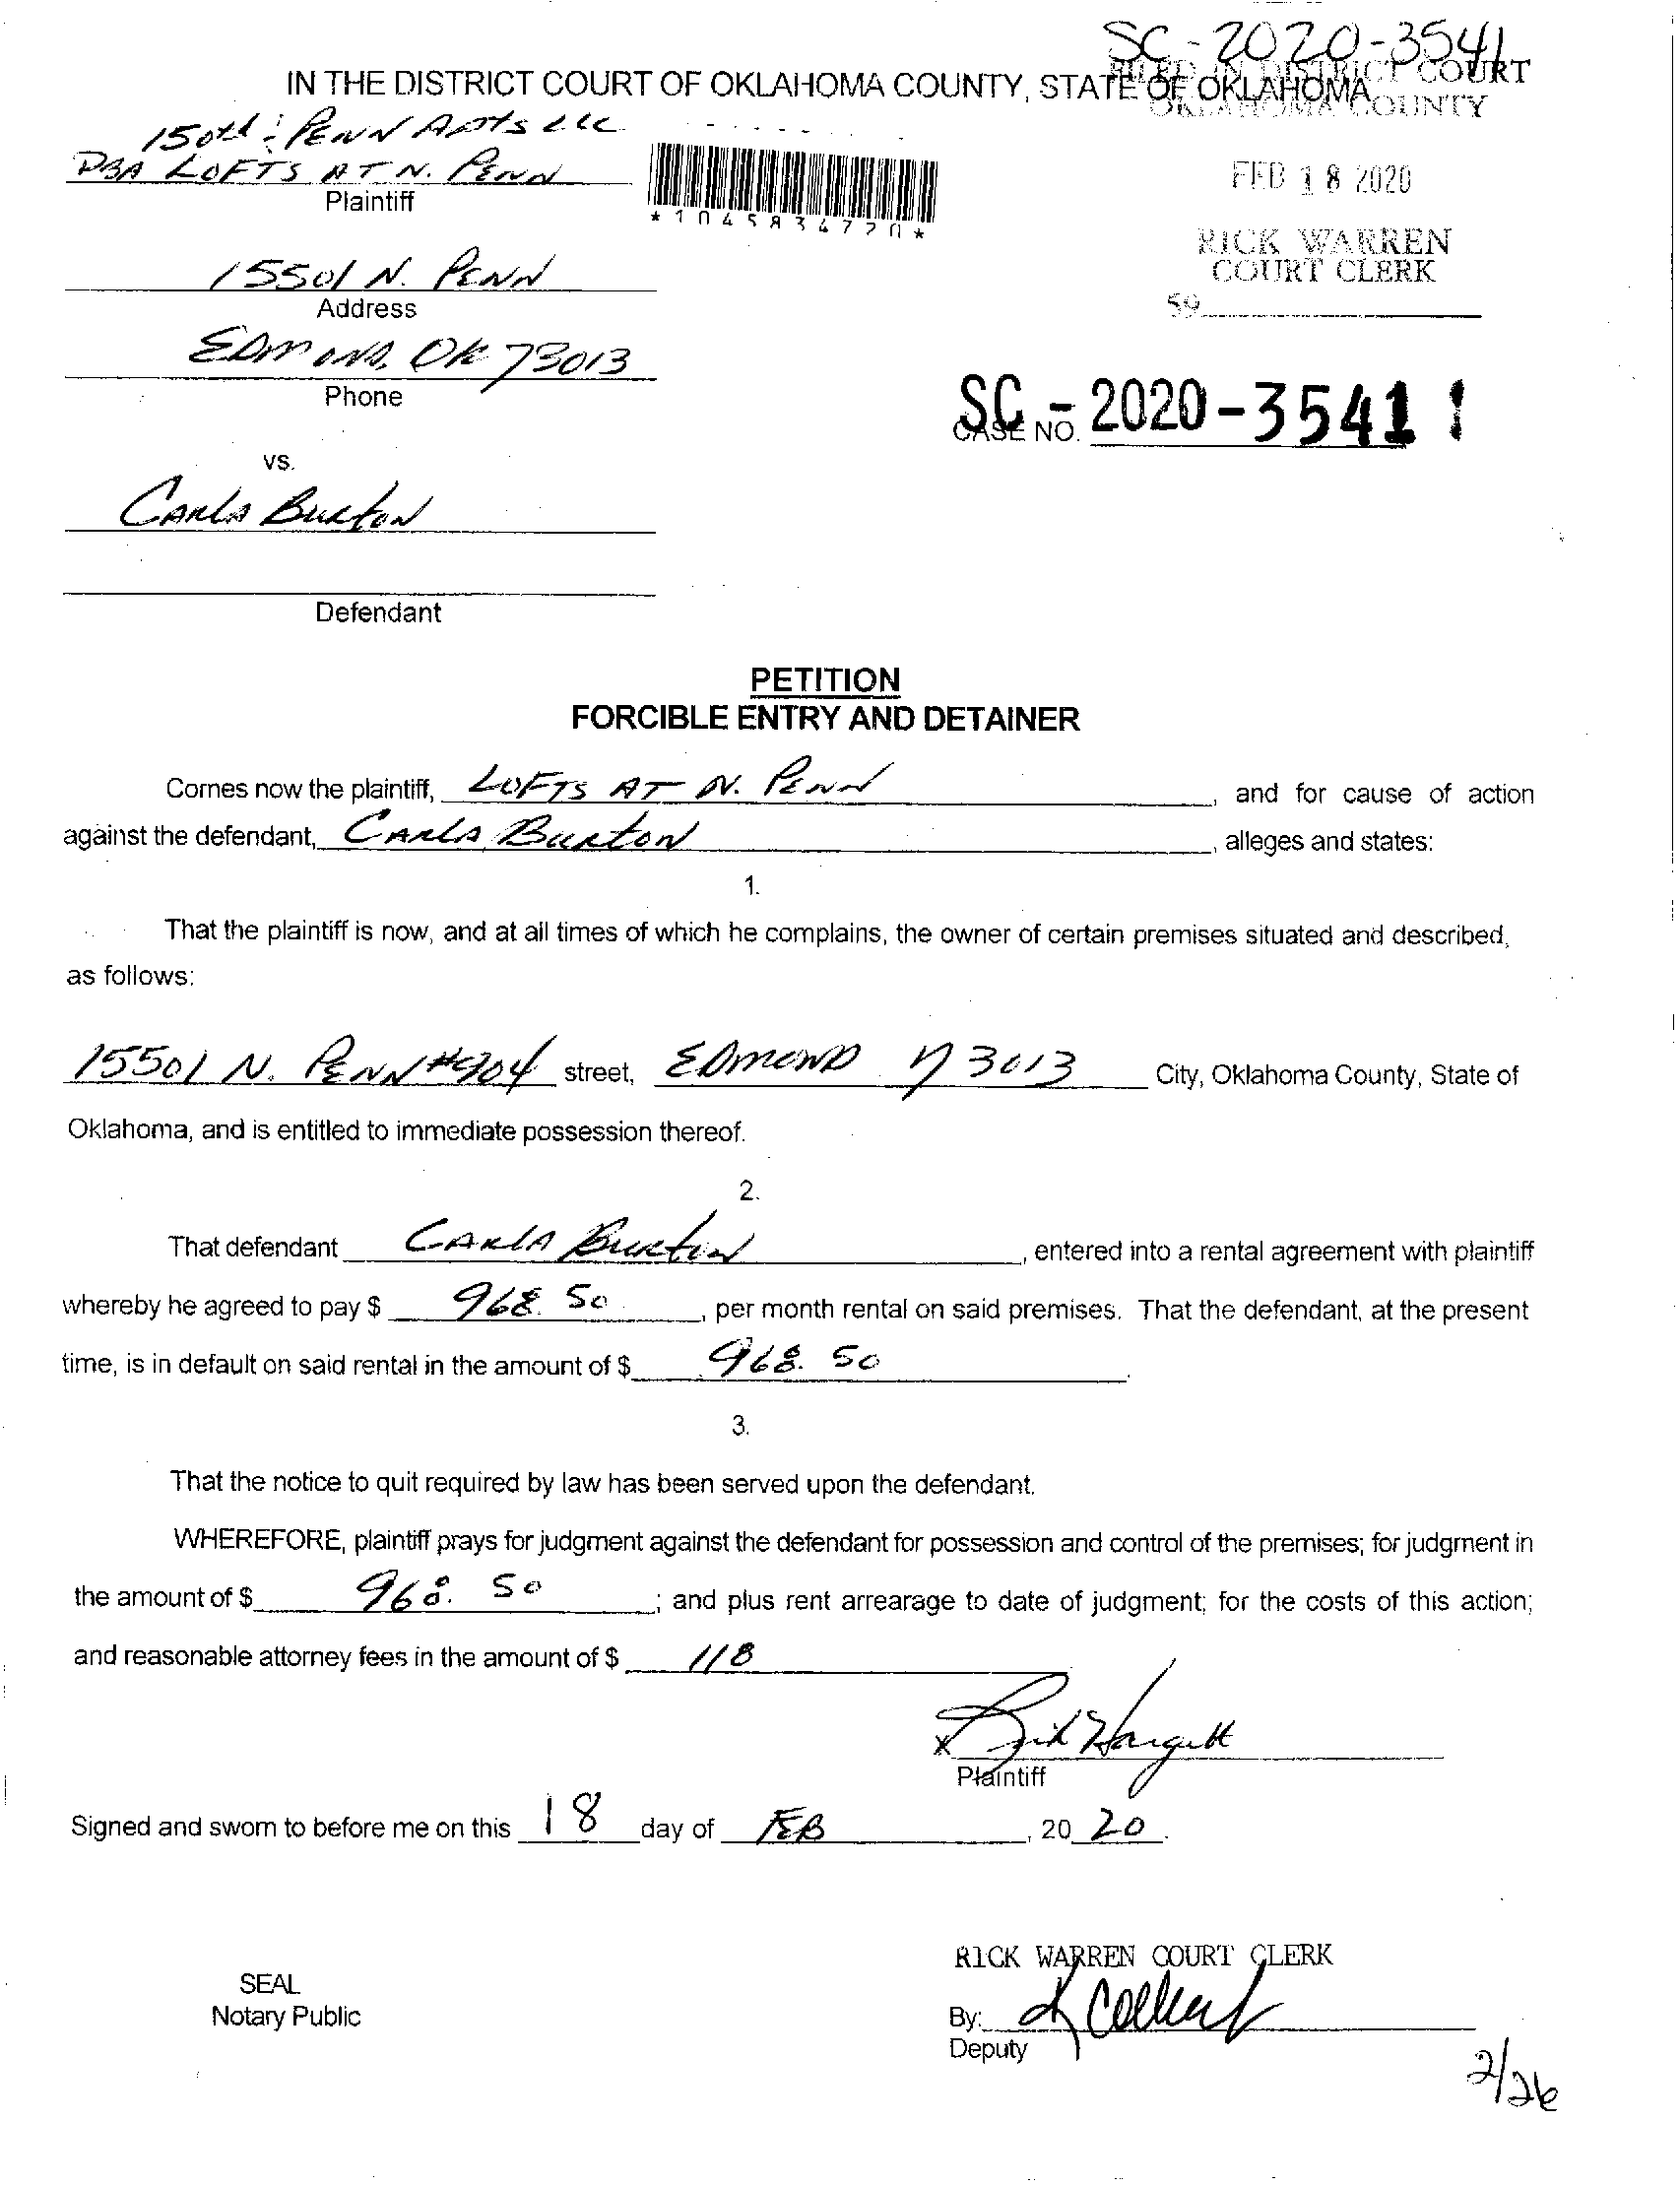 SC-2020-3541
IN THE DISTRICT COURT OF OKLAHOMA COUNTY, STATE OF OKLAHOMA
FILED IN DISTRICT COURT
OKLAHOMA COUNTY
150th & PENN APTS LLC
DBA LOFTS AT N. PENN
Plaintiff
*1045834770*
FEB 18 2020
RICK WARREN
COURT CLERK
59
15501 N. PENN
Address
EDMOND, OK 73013
Phone
SC - 2020-3541
CASE NO.
vs.
CARLA BURTON
Defendant
PETITION
FORCIBLE ENTRY AND DETAINER
Comes now the plaintiff, LOFTS AT N. PENN, and for cause of action
against the defendant, CARLA BURTON, alleges and states:
1.
That the plaintiff is now, and at all times of which he complains, the owner of certain premises situated and described,
as follows:
15501 N. PENN #904 street, EDMOND 73013 City, Oklahoma County, State of
Oklahoma, and is entitled to immediate possession thereof.
2.
That defendant CARLA BURTON, entered into a rental agreement with plaintiff
whereby he agreed to pay $ 968.50, per month rental on said premises. That the defendant, at the present
time, is in default on said rental in the amount of $ 968.50.
3.
That the notice to quit required by law has been served upon the defendant.
WHEREFORE, plaintiff prays for judgment against the defendant for possession and control of the premises; for judgment in
the amount of $ 968.50; and plus rent arrearage to date of judgment; for the costs of this action;
and reasonable attorney fees in the amount of $ 118
x
Plaintiff
Signed and sworn to before me on this 18 day of FEB, 20 20.
RICK WARREN COURT CLERK
SEAL
Notary Public
By:
Deputy
2/26